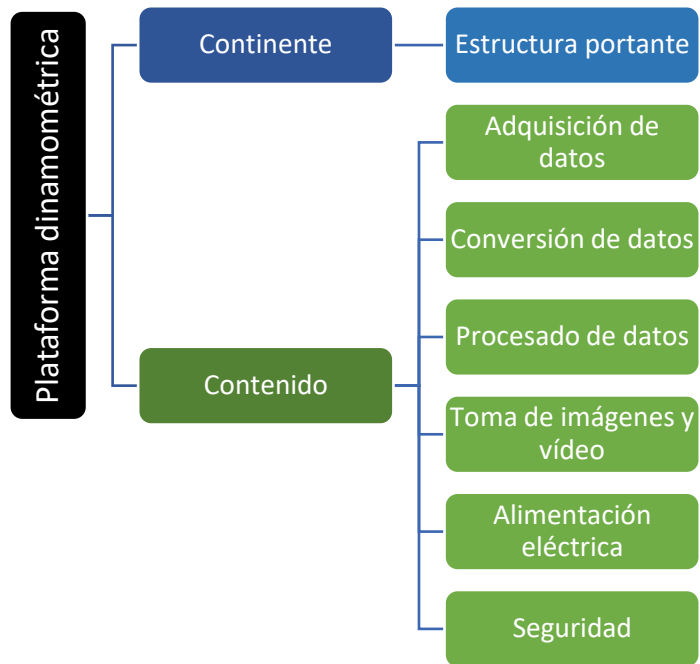 Plataforma dinamométrica
Continente
Estructura portante
Contenido
Adquisición de
datos
Conversión de datos
Procesado de datos
Toma de imágenes y
vídeo
Alimentación
eléctrica
Seguridad